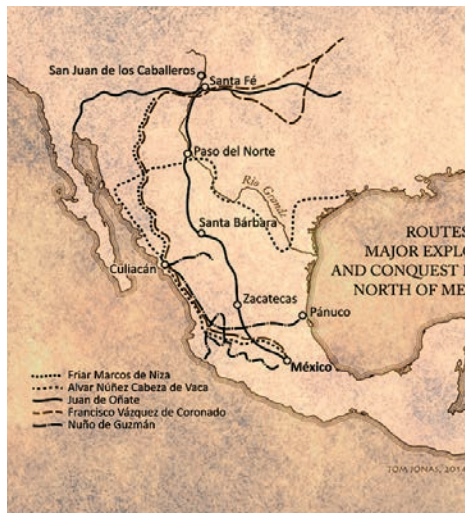 San Juan de los Caballeros
Santa Fé
Paso del Norte
Río Grande
Santa Bárbara
ROUTES
MAJOR EXPLO
AND CONQUEST
NORTH OF ME
Culiacán
Zacatecas
Pánuco
México
Friar Marcos de Niza
Alvar Núñez Cabeza de Vaca
Juan de Oñate
Francisco Vázquez de Coronado
Nuño de Guzmán
TOM JONAS, 2014